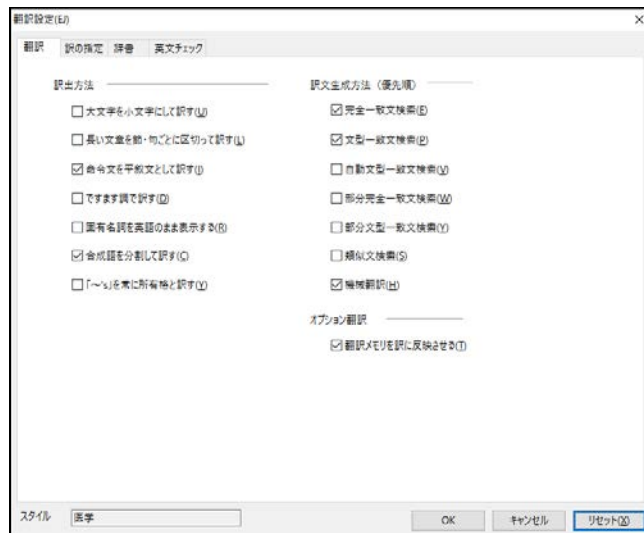 翻訳設定(EJ)
翻訳 訳の指定 辞書 英文チェック
訳出方法
大文字を小文字にして訳す(U)
長い文章を節・句ごとに区切って訳す(L)
命令文を平叙文として訳す(I)
ですます調で訳す(D)
固有名詞を英語のまま表示する(R)
合成語を分割して訳す(C)
「~'s」を常に所有格と訳す(Y)
訳文生成方法(優先順)
完全一致文検索(E)
文型一致文検索(P)
自動文型一致文検索(V)
部分完全一致文検索(W)
部分文型一致文検索(Y)
類似文検索(S)
機械翻訳(H)
オプション翻訳
翻訳メモリを訳に反映させる(T)
スタイル 医学
OK キャンセル リセット(X)